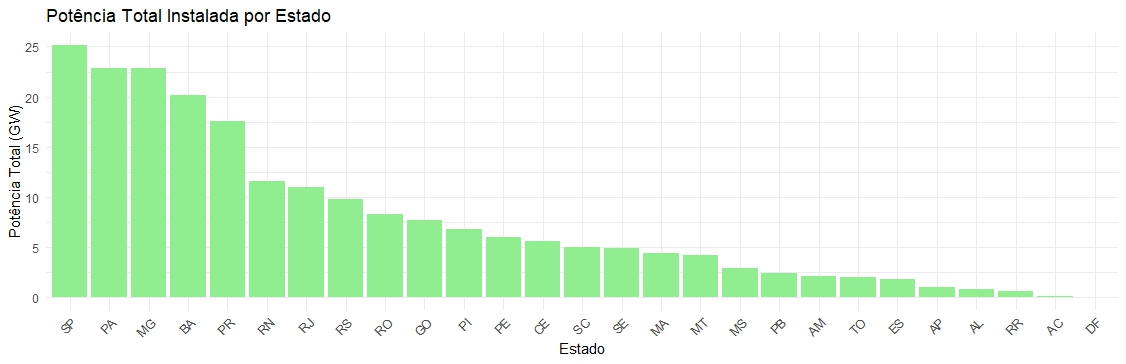 Potência Total Instalada por Estado
Potência Total (GW)
25
20
15
10
5
0
SP PA MG BA PR RN RJ RS RO GO PI PE CE SC SE MA MT MS PB AM TO ES AP AL RR AC DF
Estado